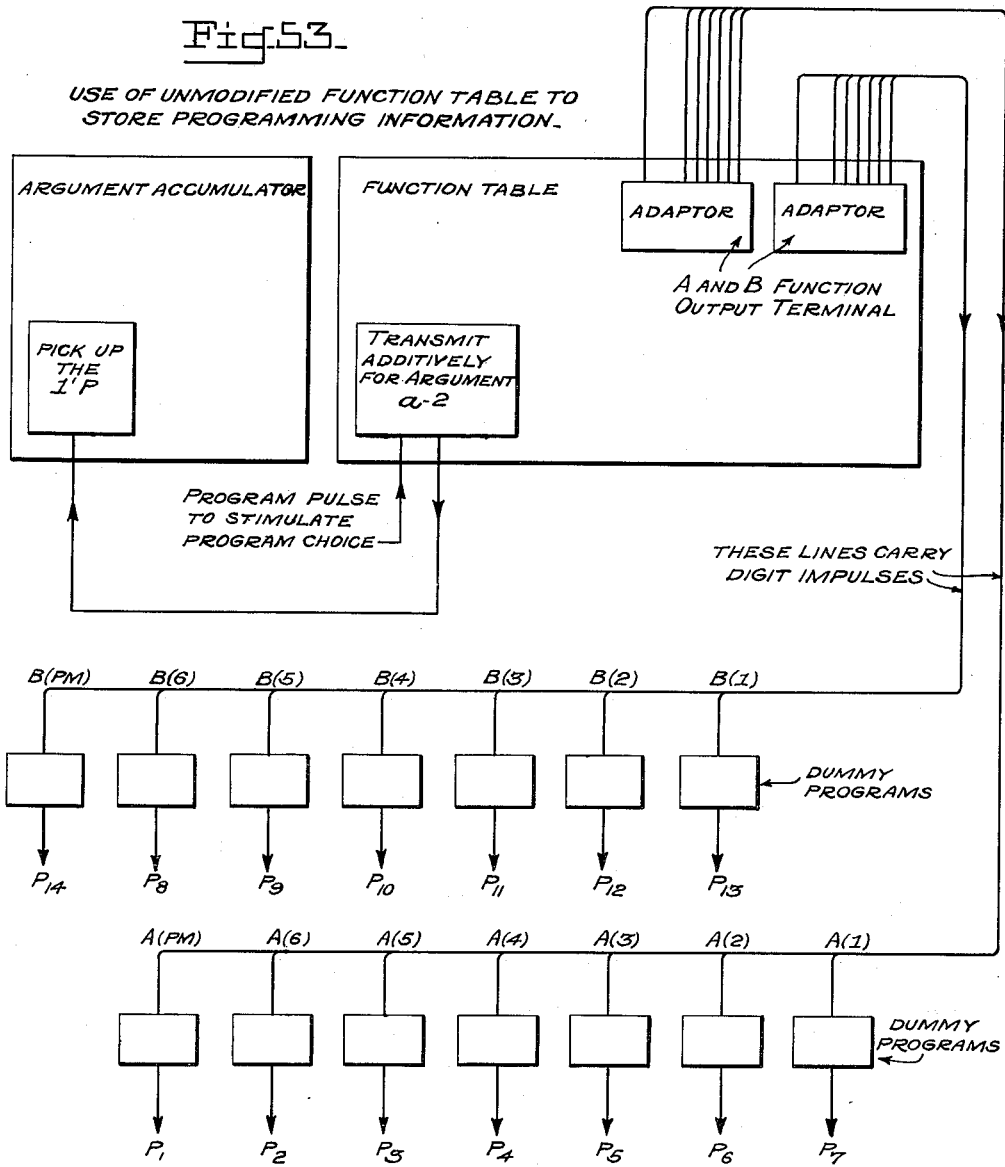 Fig. 53.
USE OF UNMODIFIED FUNCTION TABLE TO
STORE PROGRAMMING INFORMATION.
ARGUMENT ACCUMULATOR
PICK UP
THE
1'P
FUNCTION TABLE
ADAPTOR
ADAPTOR
A AND B FUNCTION
OUTPUT TERMINAL
TRANSMIT
ADDITIVELY
FOR ARGUMENT
a-2
PROGRAM PULSE
TO STIMULATE
PROGRAM CHOICE
THESE LINES CARRY
DIGIT IMPULSES
B(PM) B(6) B(5) B(4) B(3) B(2) B(1)
DUMMY
PROGRAMS
P14 P8 P9 P10 P11 P12 P13
A(PM) A(6) A(5) A(4) A(3) A(2) A(1)
DUMMY
PROGRAMS
P1 P2 P3 P4 P5 P6 P7